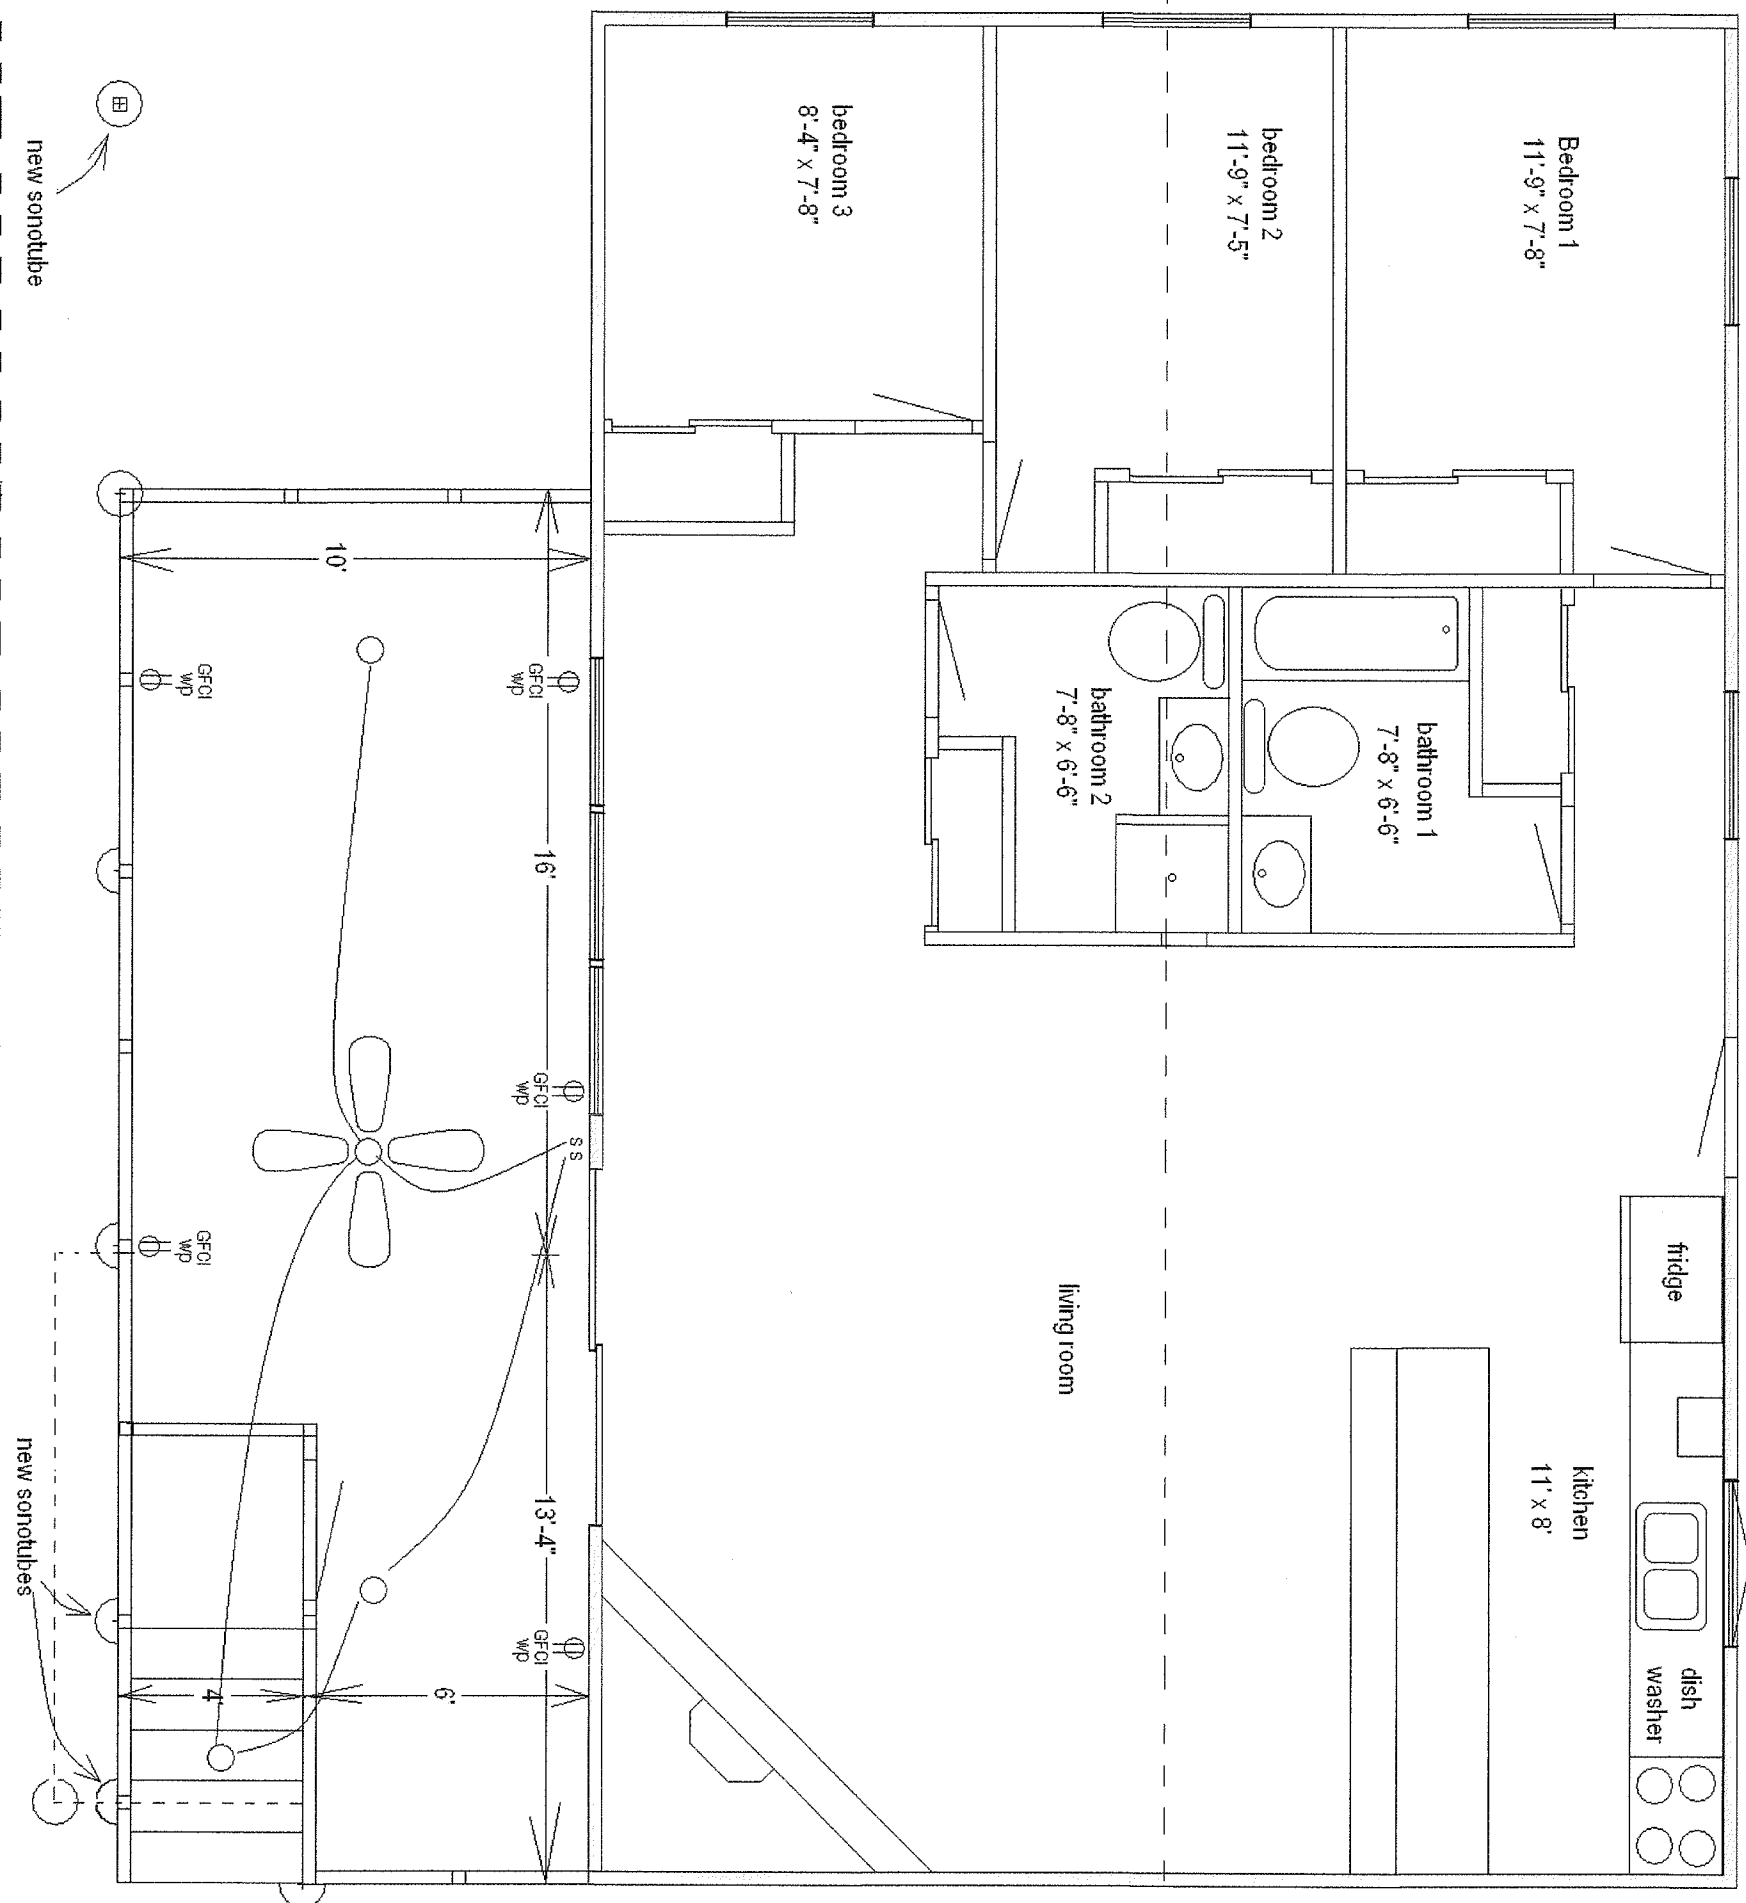 Bedroom 1
11'-9" x 7'-8"
bedroom 2
11'-9" x 7'-5"
bedroom 3
8'-4" x 7'-8"
new sonotube
bathroom 1
7'-8" x 6'-6"
bathroom 2
7'-8" x 6'-6"
10'
GFCI
wp
GFCI
wp
16'
GFCI
wp
s s
GFCI
wp
fridge
living room
kitchen
11' x 8'
dish
washer
13'-4"
GFCI
wp
6'
4'
new sonotubes